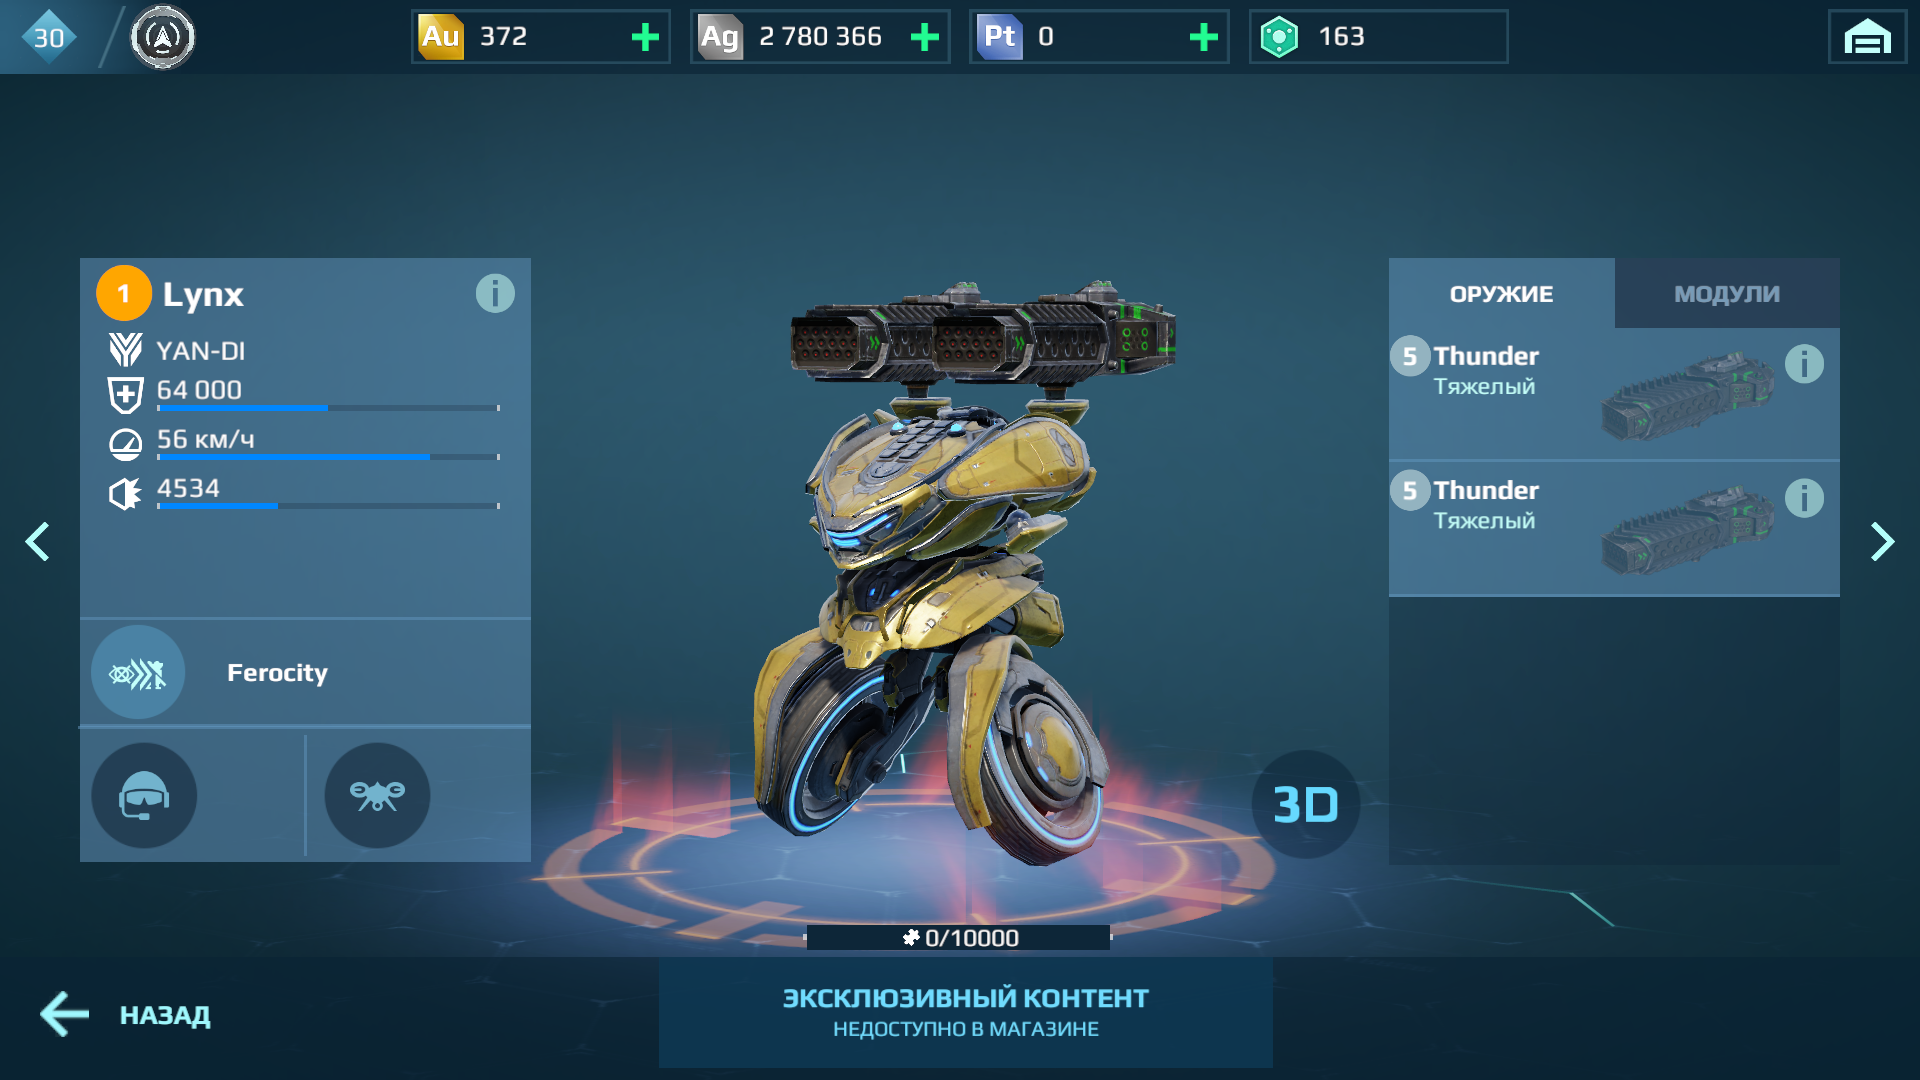 30
Au 372
Ag 2 780 366
Pt 0
163
1 Lynx
YAN-DI
64 000
56 км/ч
4534
Ferocity
ОРУЖИЕ
МОДУЛИ
5 Thunder
Тяжелый
5 Thunder
Тяжелый
3D
0/10000
НАЗАД
ЭКСКЛЮЗИВНЫЙ КОНТЕНТ
НЕДОСТУПНО В МАГАЗИНЕ